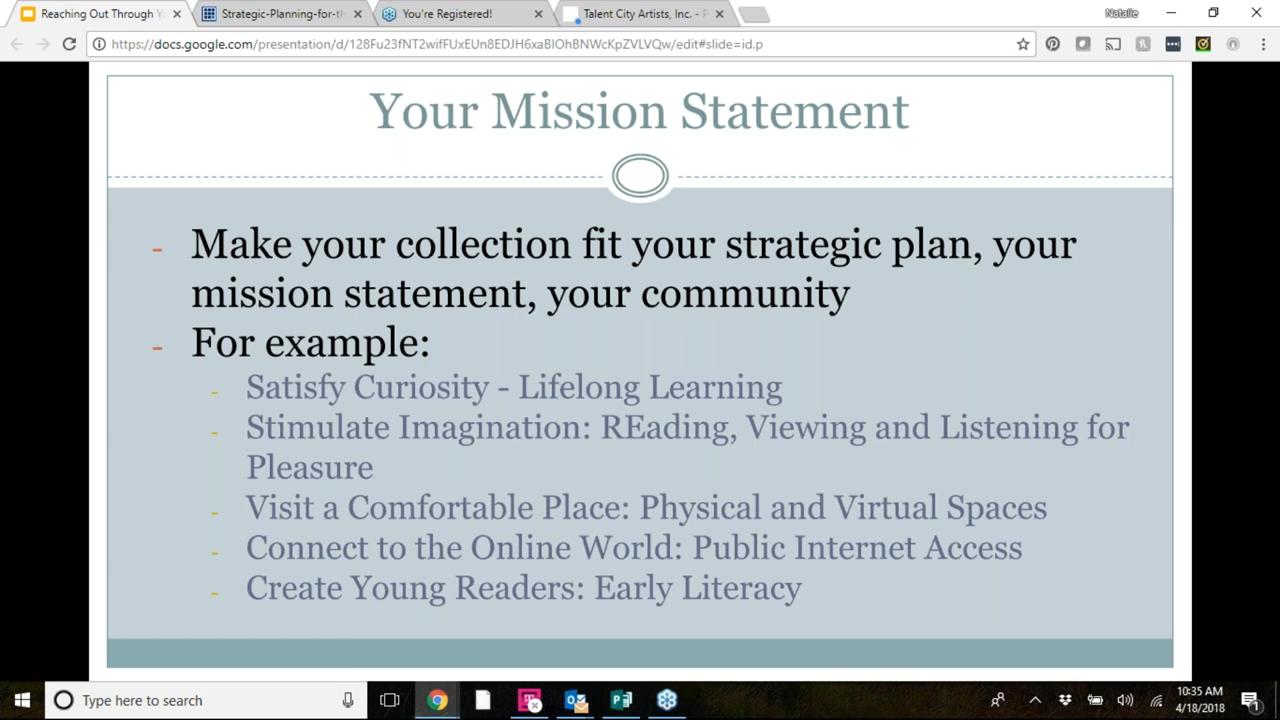 Reaching Out Through Y
Strategic-Planning-for-th
You're Registered!
Talent City Artists, Inc. - P
Natalie
https://docs.google.com/presentation/d/128Fu23fNT2wifFUxEUn8EDJH6xaBlOhBNWcKpZVLVQw/edit#slide=id.p
Your Mission Statement
- Make your collection fit your strategic plan, your
mission statement, your community
- For example:
- Satisfy Curiosity - Lifelong Learning
- Stimulate Imagination: REading, Viewing and Listening for
Pleasure
- Visit a Comfortable Place: Physical and Virtual Spaces
- Connect to the Online World: Public Internet Access
- Create Young Readers: Early Literacy
Type here to search
10:35 AM
4/18/2018